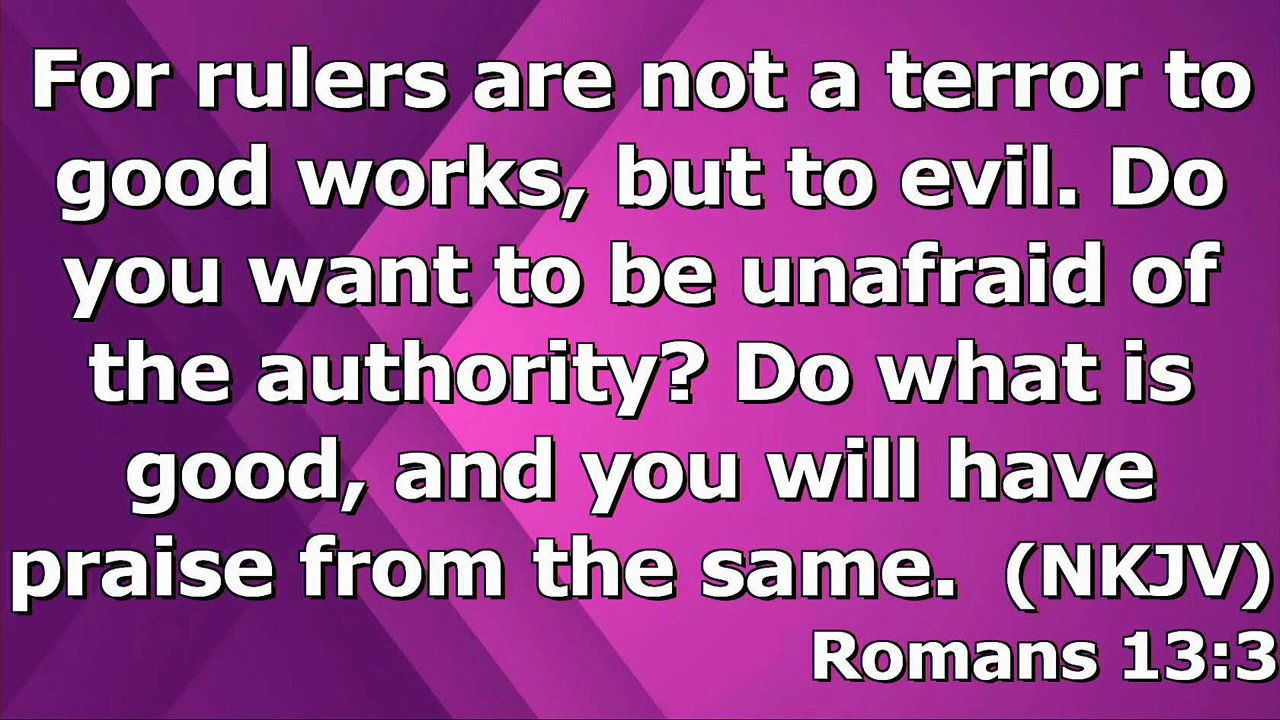 For rulers are not a terror to
good works, but to evil. Do
you want to be unafraid of
the authority? Do what is
good, and you will have
praise from the same. (NKJV)
Romans 13:3